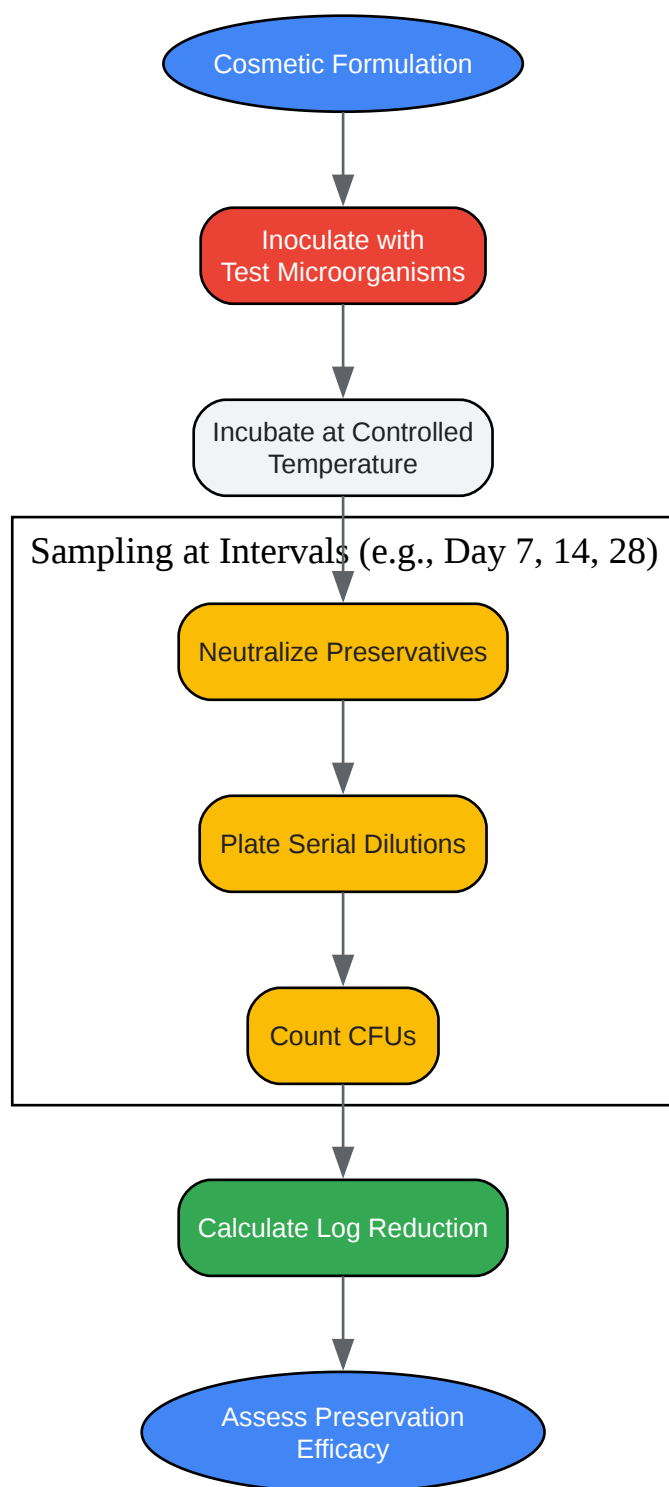 Cosmetic Formulation
Inoculate with
Test Microorganisms
Incubate at Controlled
Temperature
Sampling at Intervals (e.g., Day 7, 14, 28)
Neutralize Preservatives
Plate Serial Dilutions
Count CFUs
Calculate Log Reduction
Assess Preservation
Efficacy